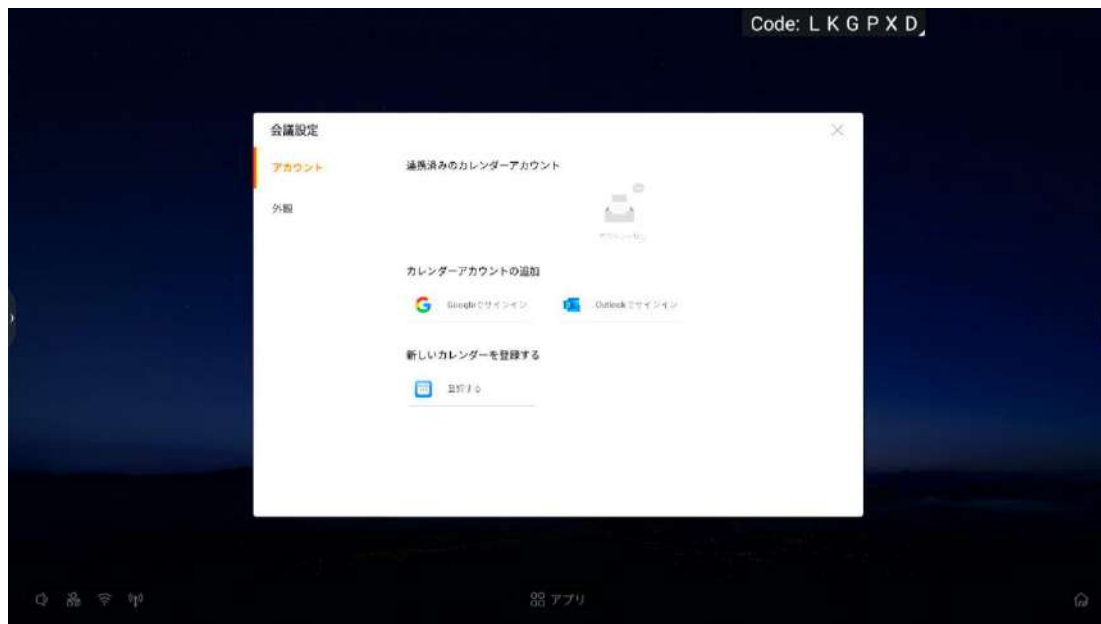 Code: L K G P X D
会議設定
アカウント
連携済みのカレンダーアカウント
外観
カレンダーアカウントの追加
Googleでサインイン
Outlookでサインイン
新しいカレンダーを登録する
登録する
アプリ